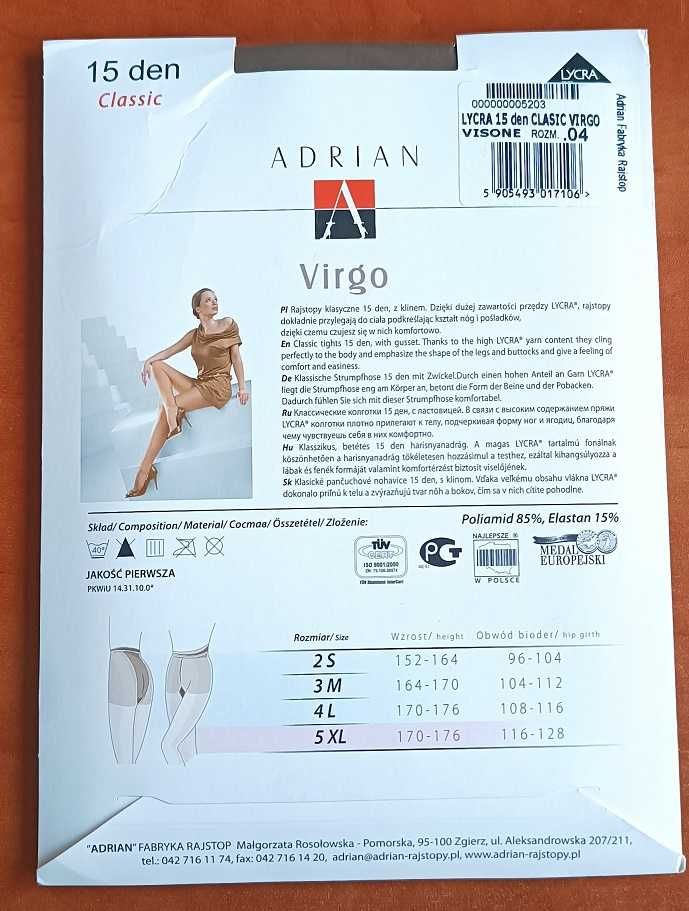 15 den
Classic
LYCRA
000000005203
LYCRA 15 den CLASIC VIRGO
VISONE ROZM. .04
5 905493 017106 >
Adrian Fabryka Rajstop
ADRIAN
A
Virgo
Pl Rajstopy klasyczne 15 den, z klinem. Dzięki dużej zawartości przędzy LYCRA®, rajstopy
dokładnie przylegają do ciała podkreślając kształt nóg i pośladków,
dzięki czemu czujesz się w nich komfortowo.
En Classic tights 15 den, with gusset. Thanks to the high LYCRA® yarn content they cling
perfectly to the body and emphasize the shape of the legs and buttocks and give a feeling of
comfort and easiness.
De Klassische Strumpfhose 15 den mit Zwickel.Durch einen hohen Anteil an Garn LYCRA®
liegt die Strumpfhose eng am Körper an, betont die Form der Beine und der Pobacken.
Dadurch fühlen Sie sich mit dieser Strumpfhose komfortabel.
Ru Классические колготки 15 ден, с ластовицей. В связи с высоким содержанием пряжи
LYCRA® колготки плотно прилегают к телу, подчеркивая форму ног и ягодиц, благодаря
чему чувствуешь себя в них комфортно.
Hu Klasszikus, betétes 15 den harisnyanadrág. A magas LYCRA® tartalmú fonálnak
köszönhetően a harisnyanadrág tökéletesen hozzásimul a testhez, ezáltal kihangsúlyozza a
lábak és fenék formáját valamint komfortérzést biztosít viselőjének.
Sk Klasické pančuchové nohavice 15 den, s klinom. Vďaka veľkému obsahu vlákna LYCRA®
dokonalo priľnú k telu a zvýrazňujú tvar nôh a bokov, čím sa v nich cítite pohodlne.
Skład/ Composition/ Material/ Состав/ Összetétel/ Zloženie:
Poliamid 85%, Elastan 15%
40°
JAKOŚĆ PIERWSZA
PKWiU 14.31.10.0*
TÜV
CERT
ISO 9001:2000
РСТ
NAJLEPSZE
W POLSCE
MEDAL
EUROPEJSKI
Rozmiar/ Size Wzrost/ height Obwód bioder/ hip girth
2 S 152-164 96-104
3 M 164-170 104-112
4 L 170-176 108-116
5 XL 170-176 116-128
"ADRIAN" FABRYKA RAJSTOP Małgorzata Rosołowska - Pomorska, 95-100 Zgierz, ul. Aleksandrowska 207/211,
tel.: 042 716 11 74, fax: 042 716 14 20, adrian@adrian-rajstopy.pl, www.adrian-rajstopy.pl